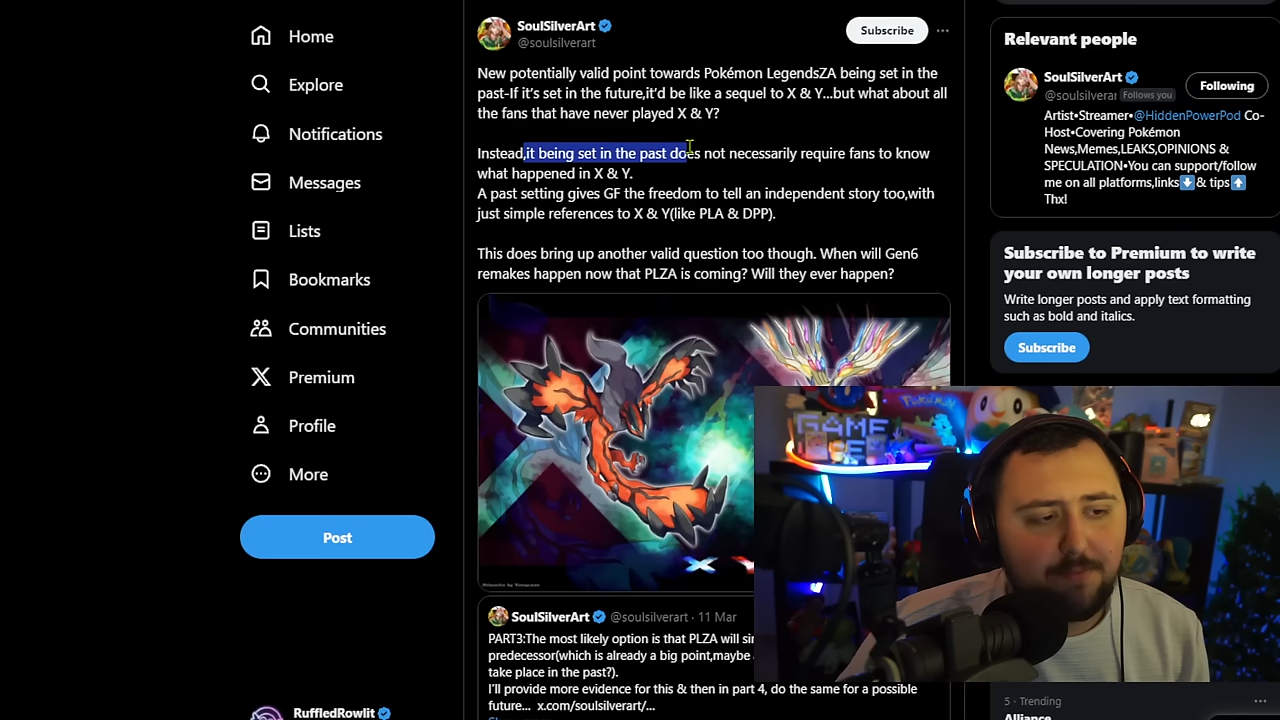 Home
Explore
Notifications
Messages
Lists
Bookmarks
Communities
Premium
Profile
More
Post
RuffledRowlit
SoulSilverArt
@soulsilverart
Subscribe
New potentially valid point towards Pokémon LegendsZA being set in the
past-If it's set in the future,it'd be like a sequel to X & Y...but what about all
the fans that have never played X & Y?
Instead,it being set in the past does not necessarily require fans to know
what happened in X & Y.
A past setting gives GF the freedom to tell an independent story too,with
just simple references to X & Y(like PLA & DPP).
This does bring up another valid question too though. When will Gen6
remakes happen now that PLZA is coming? Will they ever happen?
X Y
SoulSilverArt @soulsilverart · 11 Mar
PART3:The most likely option is that PLZA will sim
predecessor(which is already a big point,maybe
take place in the past?).
I'll provide more evidence for this & then in part 4, do the same for a possible
future... x.com/soulsilverart/...
Relevant people
SoulSilverArt
@soulsilverar Follows you
Following
Artist•Streamer•@HiddenPowerPod Co-
Host•Covering Pokémon
News,Memes,LEAKS,OPINIONS &
SPECULATION•You can support/follow
me on all platforms,links⬇️& tips⬆️
Thx!
Subscribe to Premium to write
your own longer posts
Write longer posts and apply text formatting
such as bold and italics.
Subscribe
GAME
5 · Trending
Alliance